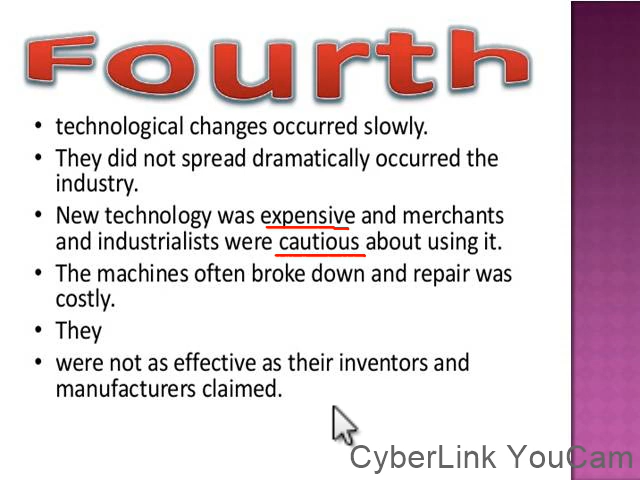 Fourth
• technological changes occurred slowly.
• They did not spread dramatically occurred the
industry.
• New technology was expensive and merchants
and industrialists were cautious about using it.
• The machines often broke down and repair was
costly.
• They
• were not as effective as their inventors and
manufacturers claimed.
CyberLink YouCam